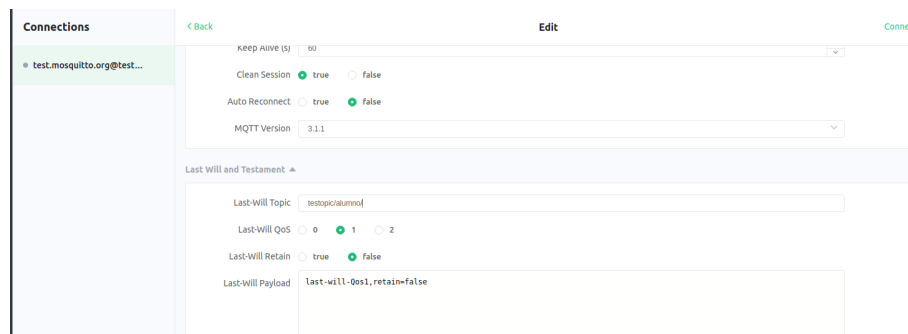 Connections
< Back
Edit
Conne
test.mosquitto.org@test...
Keep Alive (s) 60
Clean Session true false
Auto Reconnect true false
MQTT Version 3.1.1
Last Will and Testament
Last-Will Topic testopic/alumno/
Last-Will QoS 0 1 2
Last-Will Retain true false
Last-Will Payload last-will-Qos1,retain=false